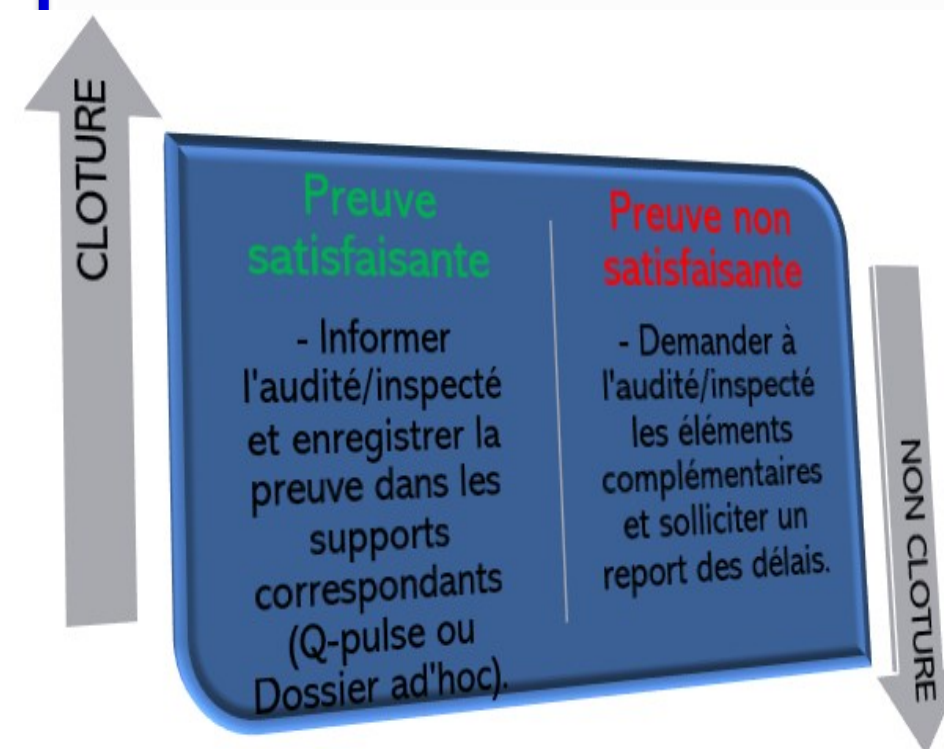 CLOTURE
Preuve
satisfaisante
- Informer
l'audité/inspecté
et enregistrer la
preuve dans les
supports
correspondants
(Q-pulse ou
Dossier ad'hoc).
Preuve non
satisfaisante
- Demander à
l'audité/inspecté
les éléments
complémentaires
et solliciter un
report des délais.
NON CLOTURE